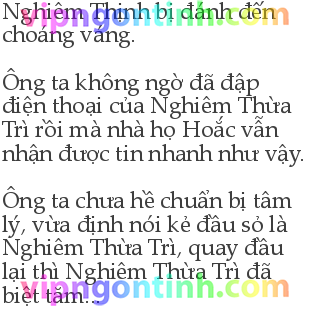 Nghiêm Thịnh bị đánh đến
choáng váng.
Ông ta không ngờ đã đập
điện thoại của Nghiêm Thừa
Trì rồi mà nhà họ Hoắc vẫn
nhận được tin nhanh như vậy.
Ông ta chưa hề chuẩn bị tâm
lý, vừa định nói kẻ đầu sỏ là
Nghiêm Thừa Trì, quay đầu
lại thì Nghiêm Thừa Trì đã
biệt tăm...
vipngontinh.com
vipngontinh.com